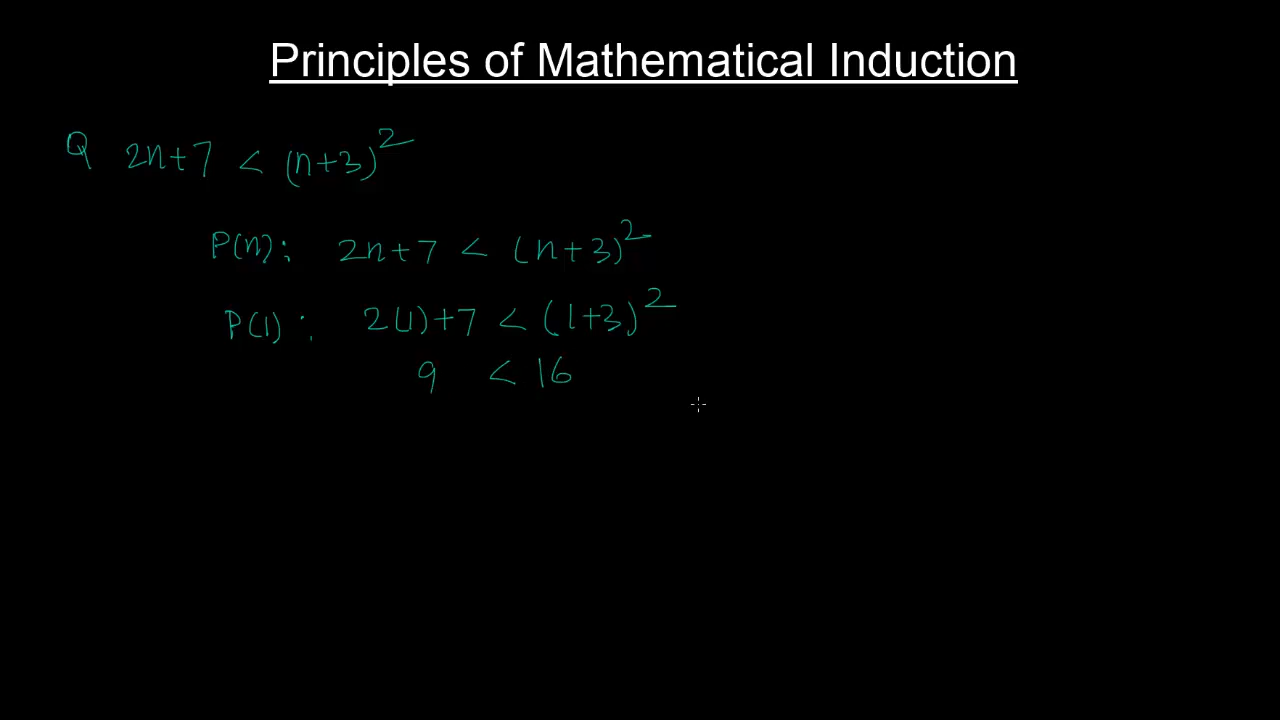 Principles of Mathematical Induction
Q 2n+7 < (n+3)²
P(n): 2n+7 < (n+3)²
P(1): 2(1)+7 < (1+3)²
9 < 16